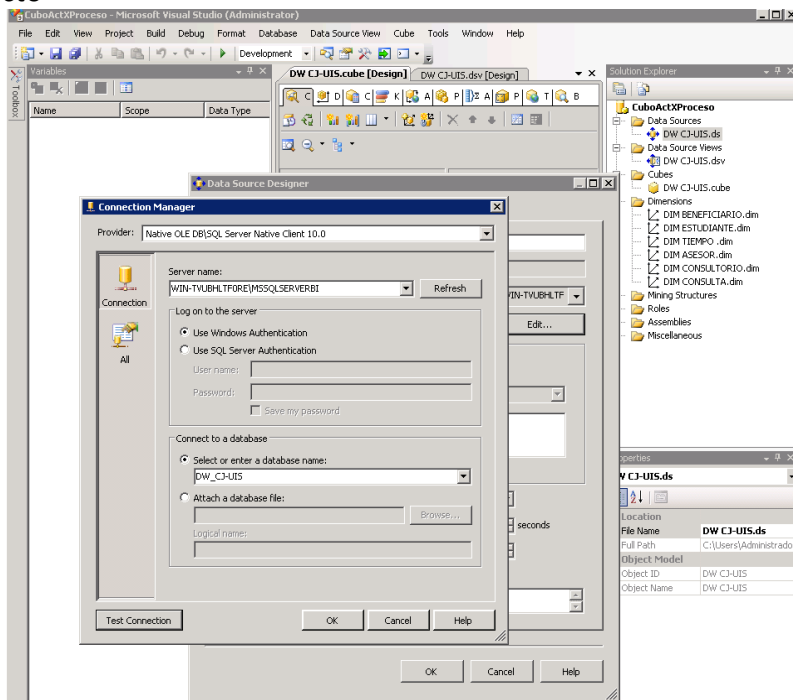 CuboActXProceso - Microsoft Visual Studio (Administrator)
File Edit View Project Build Debug Format Database Data Source View Cube Tools Window Help
Development
Toolbox
Variables
Name Scope Data Type
DW CJ-UIS.cube [Design] DW CJ-UIS.dsv [Design]
C D C K A P Σ A P T B
Data Source Designer
WIN-TVUBHLTF
Edit...
seconds
OK Cancel Help
Connection Manager
Provider: Native OLE DB\SQL Server Native Client 10.0
Connection
All
Server name:
WIN-TVUBHLTF0RE\MSSQLSERVERBI Refresh
Log on to the server
Use Windows Authentication
Use SQL Server Authentication
User name:
Password:
Save my password
Connect to a database
Select or enter a database name:
DW_CJ-UIS
Attach a database file:
Browse...
Logical name:
Test Connection OK Cancel Help
Solution Explorer
CuboActXProceso
Data Sources
DW CJ-UIS.ds
Data Source Views
DW CJ-UIS.dsv
Cubes
DW CJ-UIS.cube
Dimensions
DIM BENEFICIARIO.dim
DIM ESTUDIANTE.dim
DIM TIEMPO .dim
DIM ASESOR.dim
DIM CONSULTORIO.dim
DIM CONSULTA.dim
Mining Structures
Roles
Assemblies
Miscellaneous
operties
W CJ-UIS.ds
Location
File Name DW CJ-UIS.ds
Full Path C:\Users\Administrado
Object Model
Object ID DW CJ-UIS
Object Name DW CJ-UIS